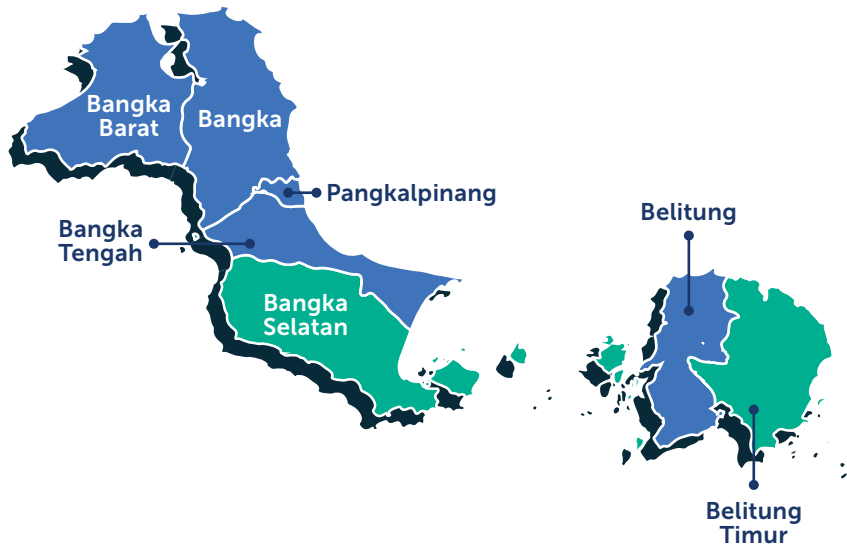 Bangka
Barat
Bangka
Pangkalpinang
Bangka
Tengah
Belitung
Bangka
Selatan
Belitung
Timur